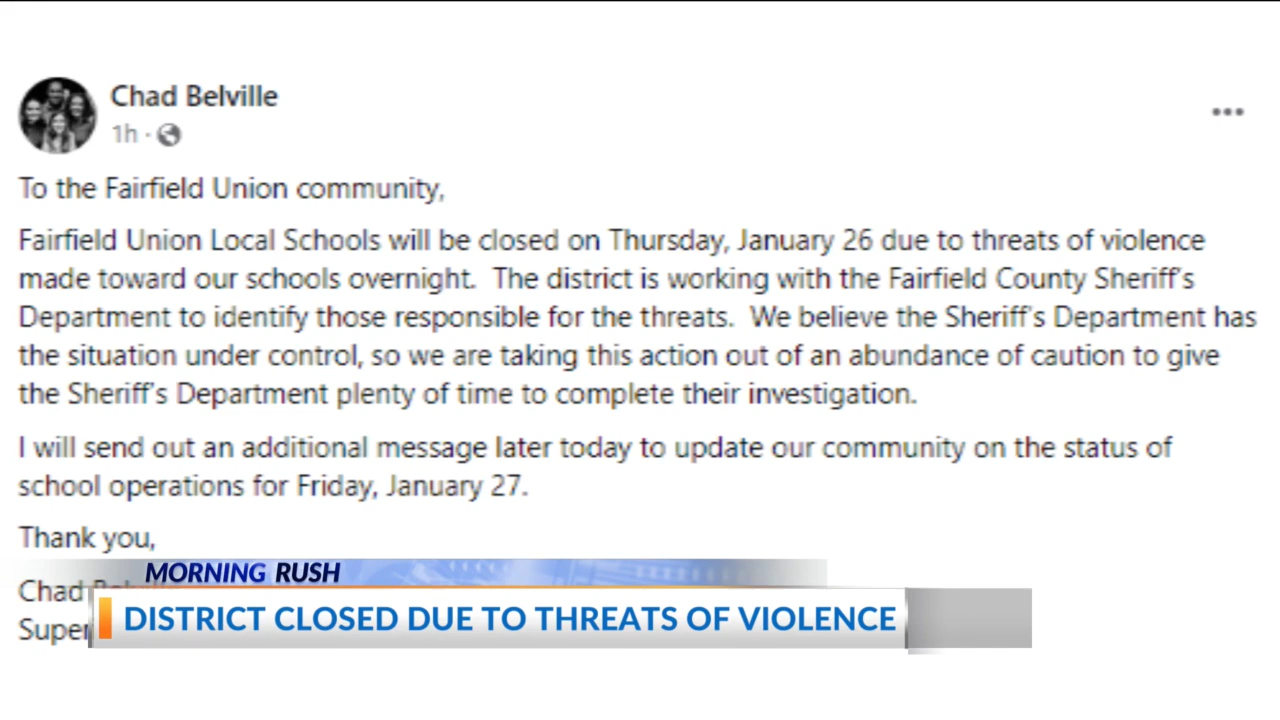 Chad Belville
1h ·
To the Fairfield Union community,
Fairfield Union Local Schools will be closed on Thursday, January 26 due to threats of violence
made toward our schools overnight.  The district is working with the Fairfield County Sheriff's
Department to identify those responsible for the threats.  We believe the Sheriff's Department has
the situation under control, so we are taking this action out of an abundance of caution to give
the Sheriff's Department plenty of time to complete their investigation.
I will send out an additional message later today to update our community on the status of
school operations for Friday, January 27.
Thank you,
MORNING RUSH
Chad
DISTRICT CLOSED DUE TO THREATS OF VIOLENCE